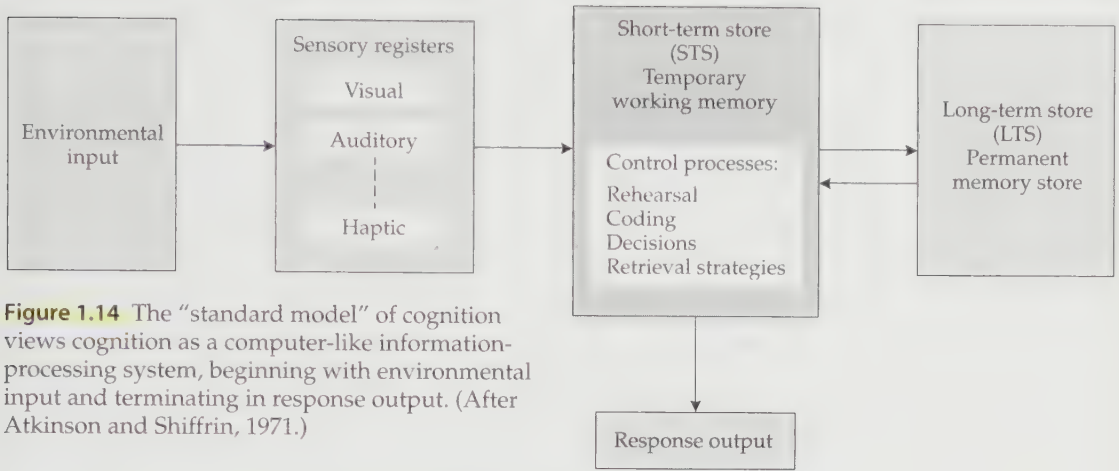 Environmental
input
Sensory registers
Visual
Auditory
Haptic
Short-term store
(STS)
Temporary
working memory
Control processes:
Rehearsal
Coding
Decisions
Retrieval strategies
Long-term store
(LTS)
Permanent
memory store
Response output
Figure 1.14 The “standard model” of cognition
views cognition as a computer-like information-
processing system, beginning with environmental
input and terminating in response output. (After
Atkinson and Shiffrin, 1971.)